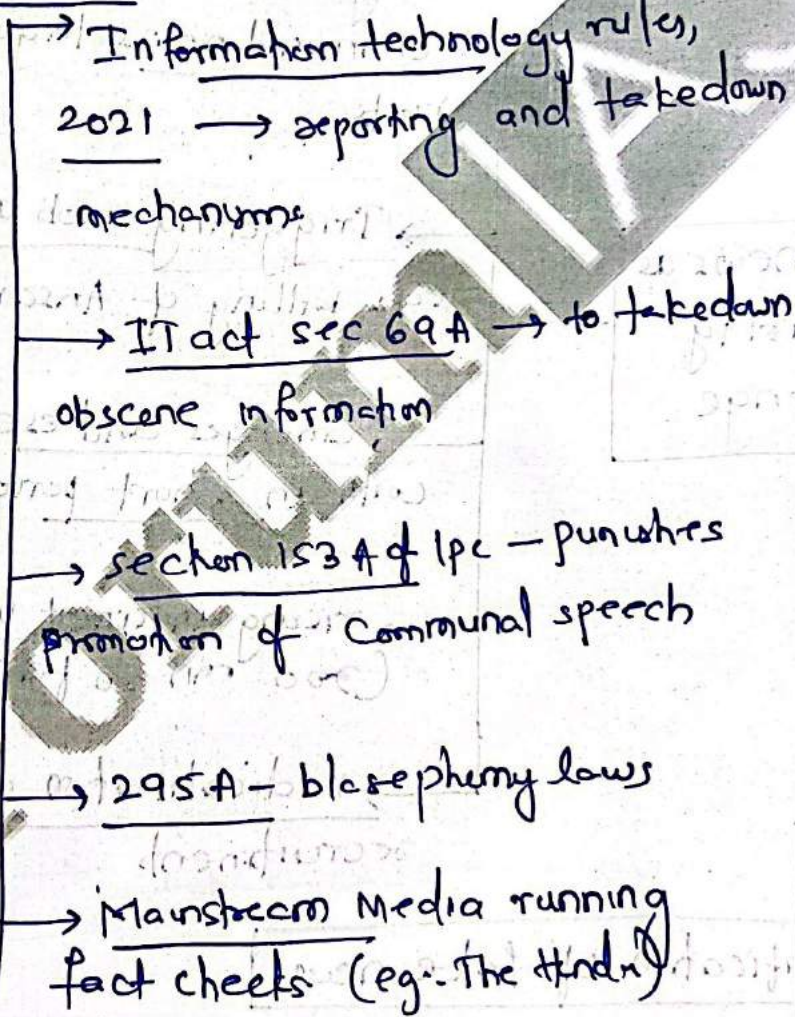 → Information technology rules,
2021 → reporting and takedown
mechanisms
→ IT act sec 69A → to takedown
obscene information
→ section 153A of IPC – punishes
promotion of communal speech
→ 295A – blasephemy laws
→ Mainstream Media running
fact checks (eg:. The Hindu)